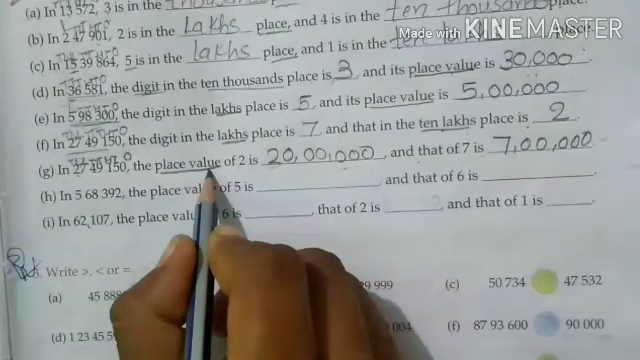 Made with KINEMASTER
(a) In 13 572, 3 is in the thousand place.
(b) In 2 47 901, 2 is in the lakhs place, and 4 is in the ten thousand
(c) In 15 39 864, 5 is in the lakhs place, and 1 is in the ten place.
(d) In 36 581, the digit in the ten thousands place is 3 and its place value is 30,000
(e) In 5 98 300, the digit in the lakhs place is 5 and its place value is 5,00,000
(f) In 27 49 150, the digit in the lakhs place is 7 and that in the ten lakhs place is 2
(g) In 27 49 150, the place value of 2 is 20,00,000 and that of 7 is 7,00,000
(h) In 5 68 392, the place of 5 is and that of 6 is
(i) In 62,107, the place 6 is that of 2 is and that of 1 is
Write >, < or =
(a) 45 (c) 50 734 47 532
(d) 1 23 45 (f) 87 93 600 90 000